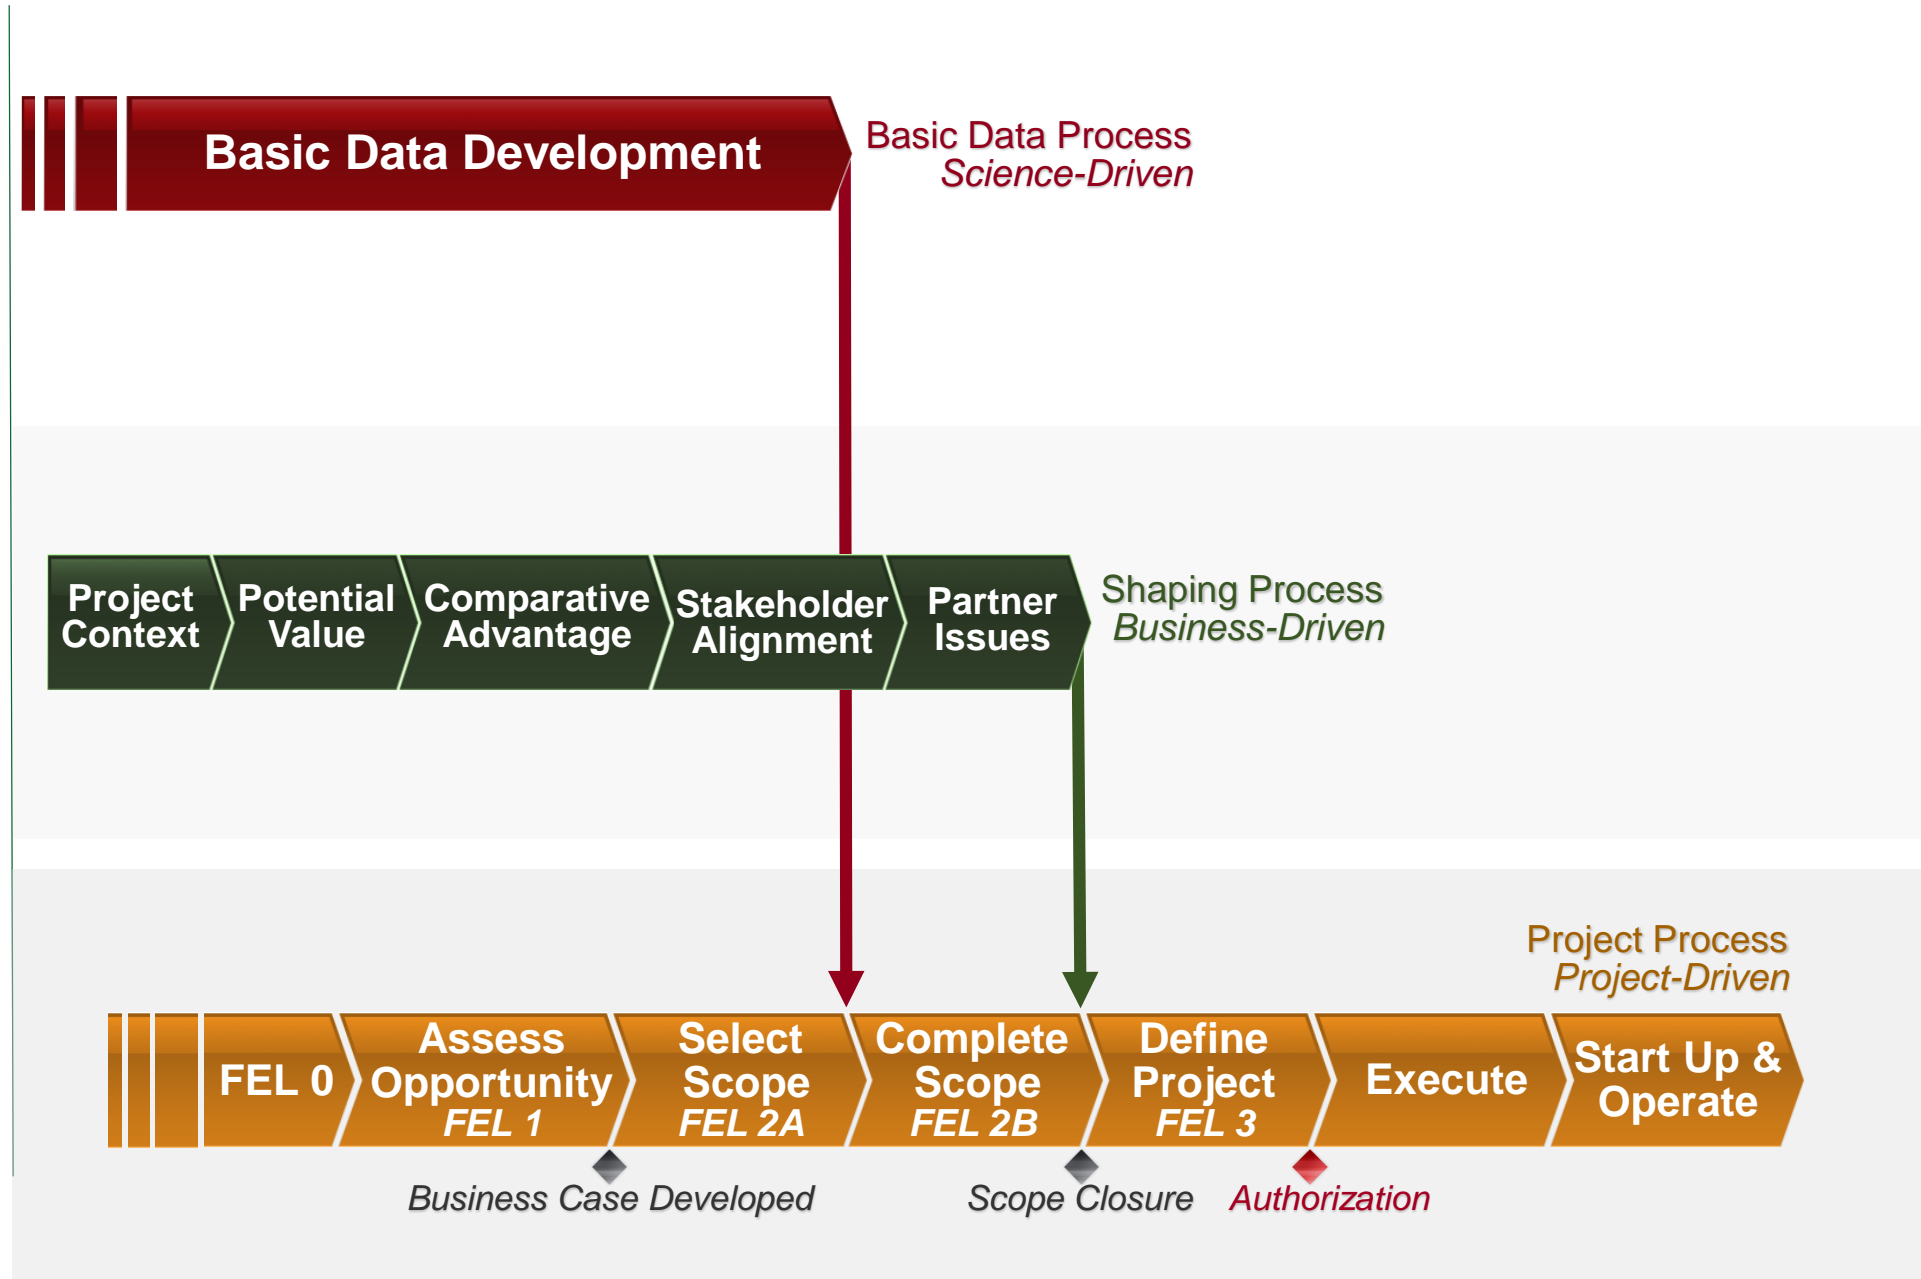 Basic Data Development
Basic Data Process
Science-Driven
Project
Context
Potential
Value
Comparative
Advantage
Stakeholder
Alignment
Partner
Issues
Shaping Process
Business-Driven
Project Process
Project-Driven
FEL 0
Assess
Opportunity
FEL 1
Select
Scope
FEL 2A
Complete
Scope
FEL 2B
Define
Project
FEL 3
Execute
Start Up &
Operate
Business Case Developed
Scope Closure
Authorization